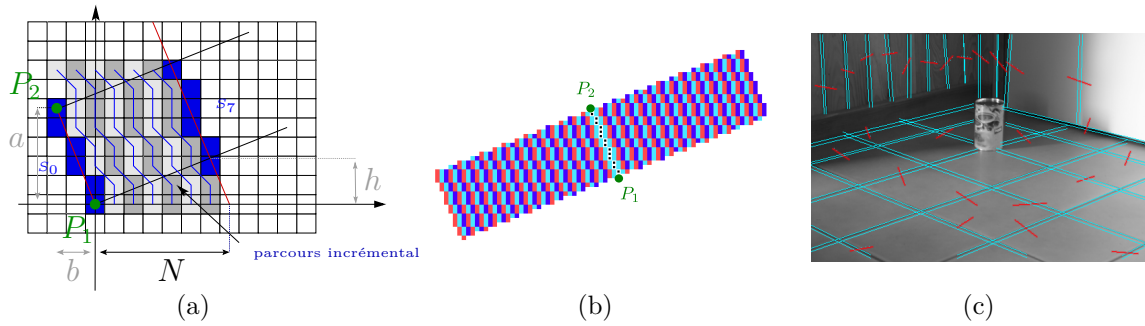 P₂
s₇
a
s₀
h
P₁
b
N
parcours incrémental
(a)
P₂
P₁
(b)
(c)